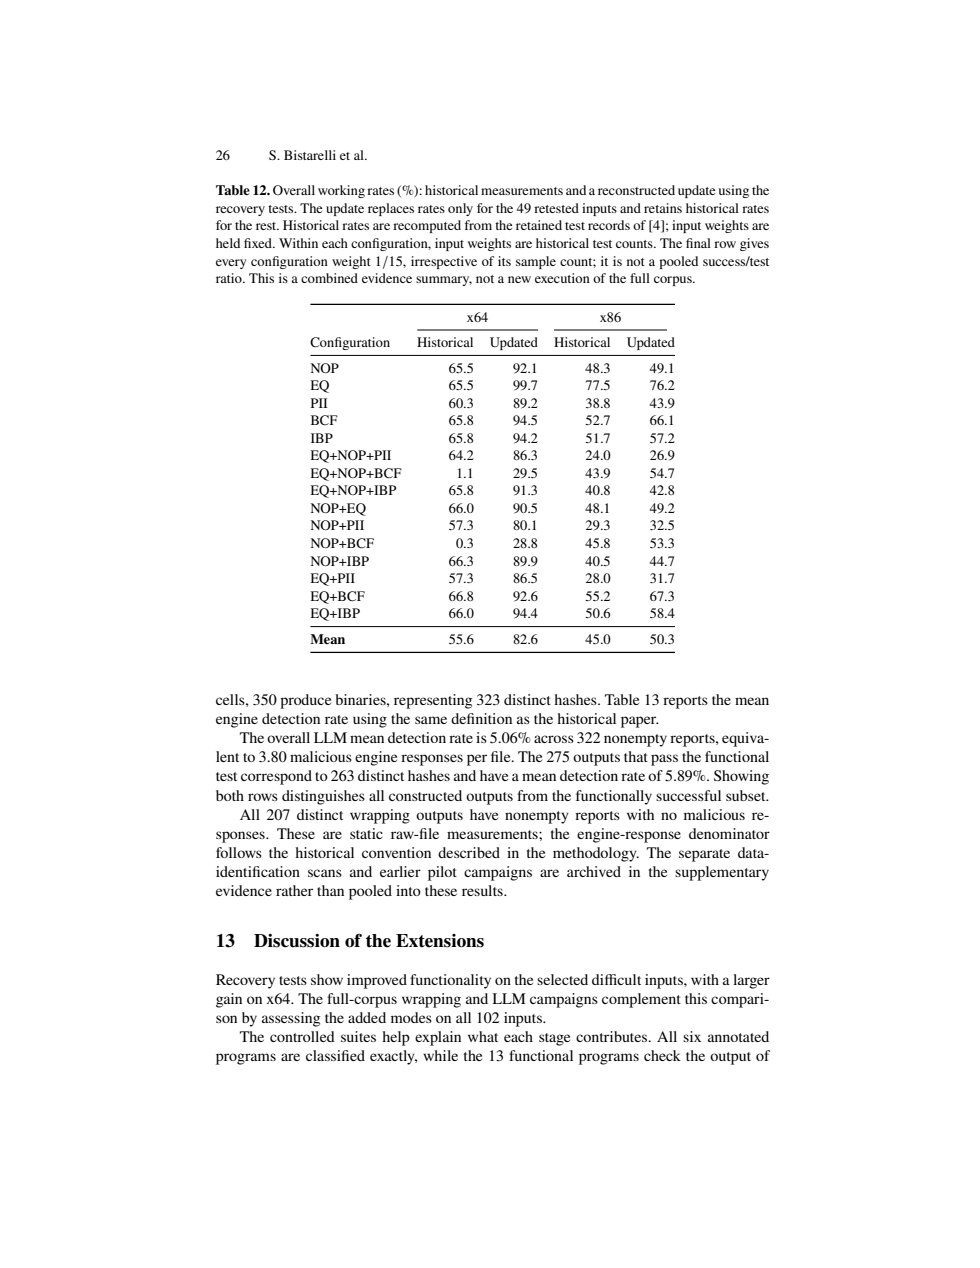 26 S. Bistarelli et al.
Table 12. Overall working rates (%): historical measurements and a reconstructed update using the
recovery tests. The update replaces rates only for the 49 retested inputs and retains historical rates
for the rest. Historical rates are recomputed from the retained test records of [4]; input weights are
held fixed. Within each configuration, input weights are historical test counts. The final row gives
every configuration weight 1/15, irrespective of its sample count; it is not a pooled success/test
ratio. This is a combined evidence summary, not a new execution of the full corpus.
x64 x86
Configuration Historical Updated Historical Updated
NOP 65.5 92.1 48.3 49.1
EQ 65.5 99.7 77.5 76.2
PII 60.3 89.2 38.8 43.9
BCF 65.8 94.5 52.7 66.1
IBP 65.8 94.2 51.7 57.2
EQ+NOP+PII 64.2 86.3 24.0 26.9
EQ+NOP+BCF 1.1 29.5 43.9 54.7
EQ+NOP+IBP 65.8 91.3 40.8 42.8
NOP+EQ 66.0 90.5 48.1 49.2
NOP+PII 57.3 80.1 29.3 32.5
NOP+BCF 0.3 28.8 45.8 53.3
NOP+IBP 66.3 89.9 40.5 44.7
EQ+PII 57.3 86.5 28.0 31.7
EQ+BCF 66.8 92.6 55.2 67.3
EQ+IBP 66.0 94.4 50.6 58.4
Mean 55.6 82.6 45.0 50.3
cells, 350 produce binaries, representing 323 distinct hashes. Table 13 reports the mean
engine detection rate using the same definition as the historical paper.
The overall LLM mean detection rate is 5.06% across 322 nonempty reports, equiva-
lent to 3.80 malicious engine responses per file. The 275 outputs that pass the functional
test correspond to 263 distinct hashes and have a mean detection rate of 5.89%. Showing
both rows distinguishes all constructed outputs from the functionally successful subset.
All 207 distinct wrapping outputs have nonempty reports with no malicious re-
sponses. These are static raw-file measurements; the engine-response denominator
follows the historical convention described in the methodology. The separate data-
identification scans and earlier pilot campaigns are archived in the supplementary
evidence rather than pooled into these results.
13 Discussion of the Extensions
Recovery tests show improved functionality on the selected difficult inputs, with a larger
gain on x64. The full-corpus wrapping and LLM campaigns complement this compari-
son by assessing the added modes on all 102 inputs.
The controlled suites help explain what each stage contributes. All six annotated
programs are classified exactly, while the 13 functional programs check the output of